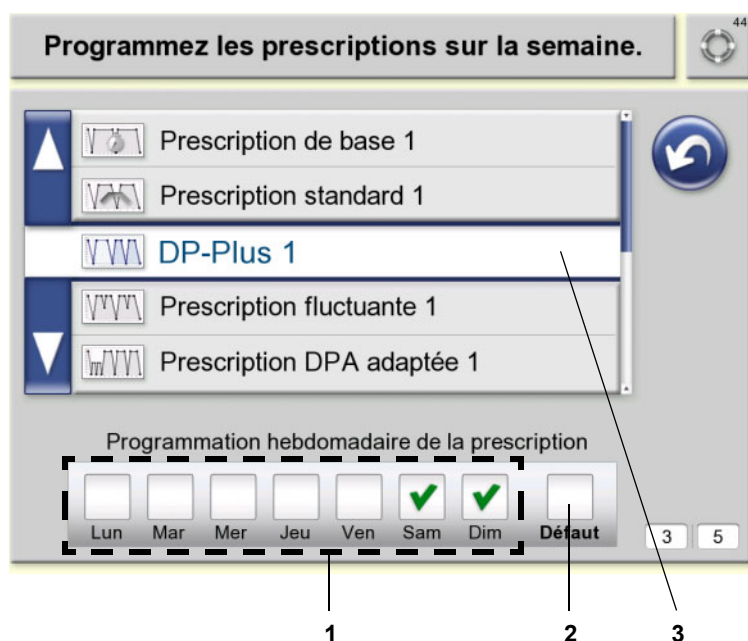 Programmez les prescriptions sur la semaine.
44
Prescription de base 1
Prescription standard 1
DP-Plus 1
Prescription fluctuante 1
Prescription DPA adaptée 1
Programmation hebdomadaire de la prescription
Lun Mar Mer Jeu Ven Sam Dim Défaut
3 5
1 2 3